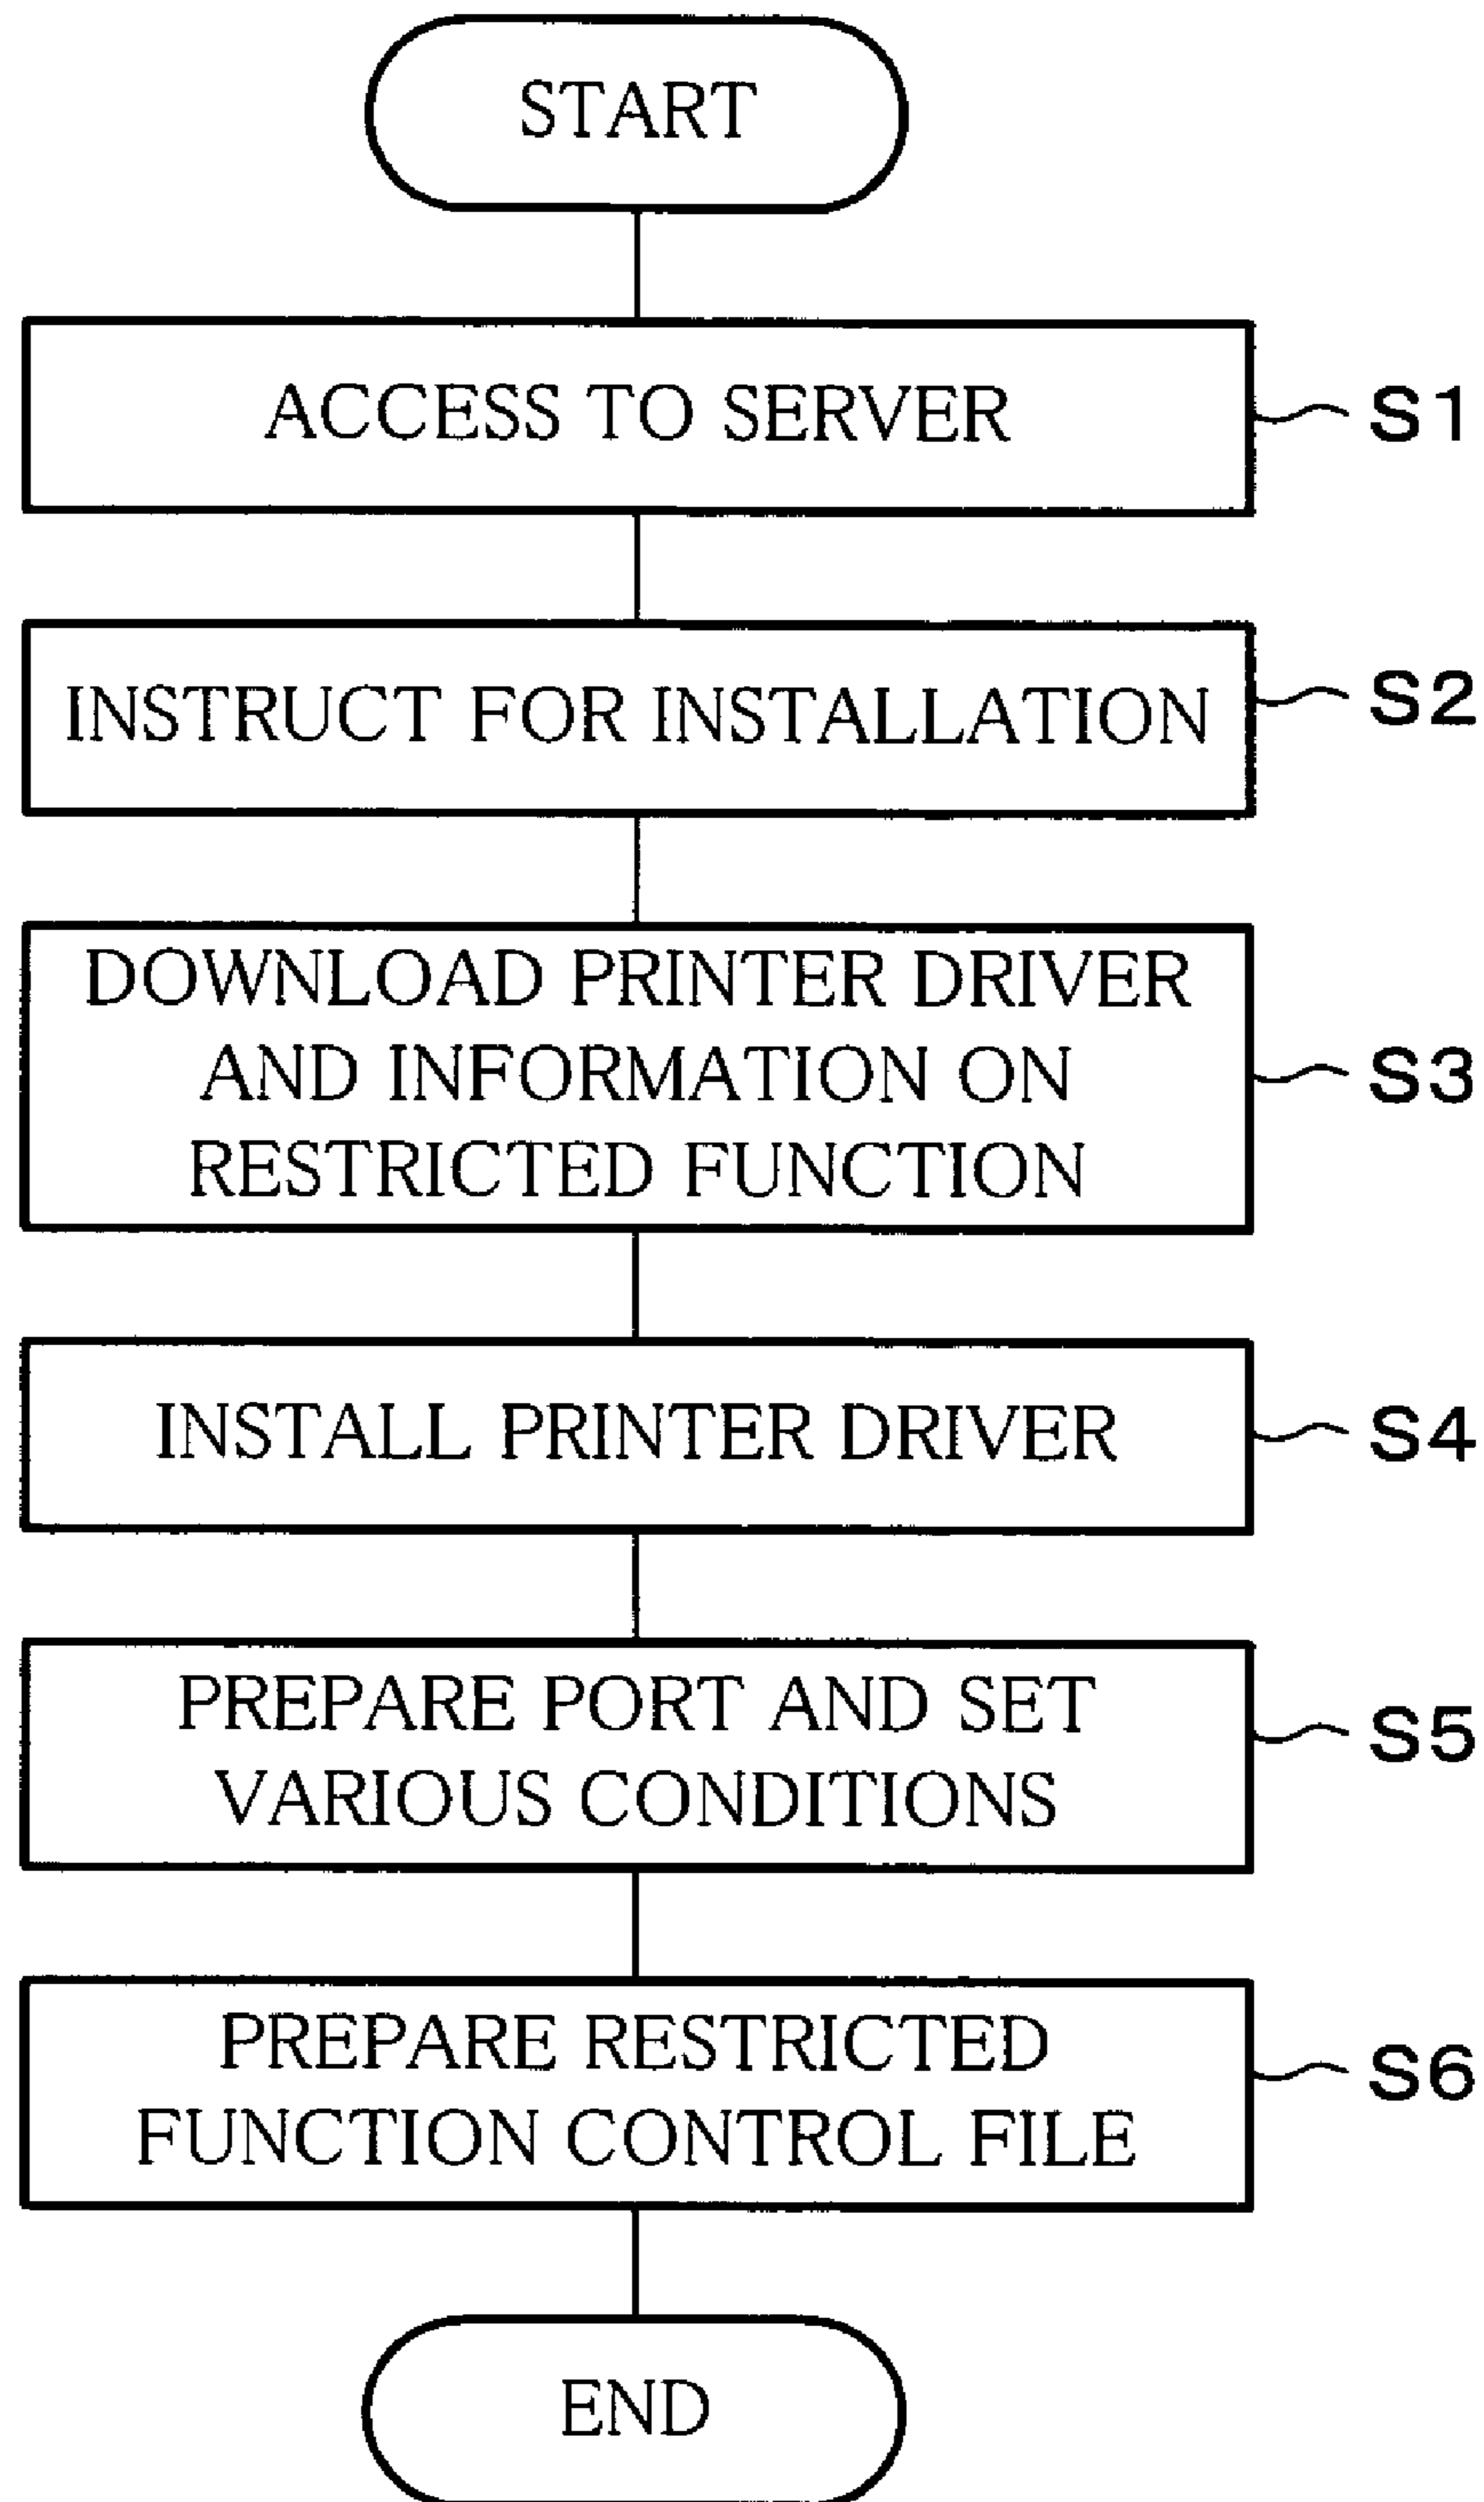 START
ACCESS TO SERVER
S1
INSTRUCT FOR INSTALLATION
S2
DOWNLOAD PRINTER DRIVER
AND INFORMATION ON
RESTRICTED FUNCTION
S3
INSTALL PRINTER DRIVER
S4
PREPARE PORT AND SET
VARIOUS CONDITIONS
S5
PREPARE RESTRICTED
FUNCTION CONTROL FILE
S6
END